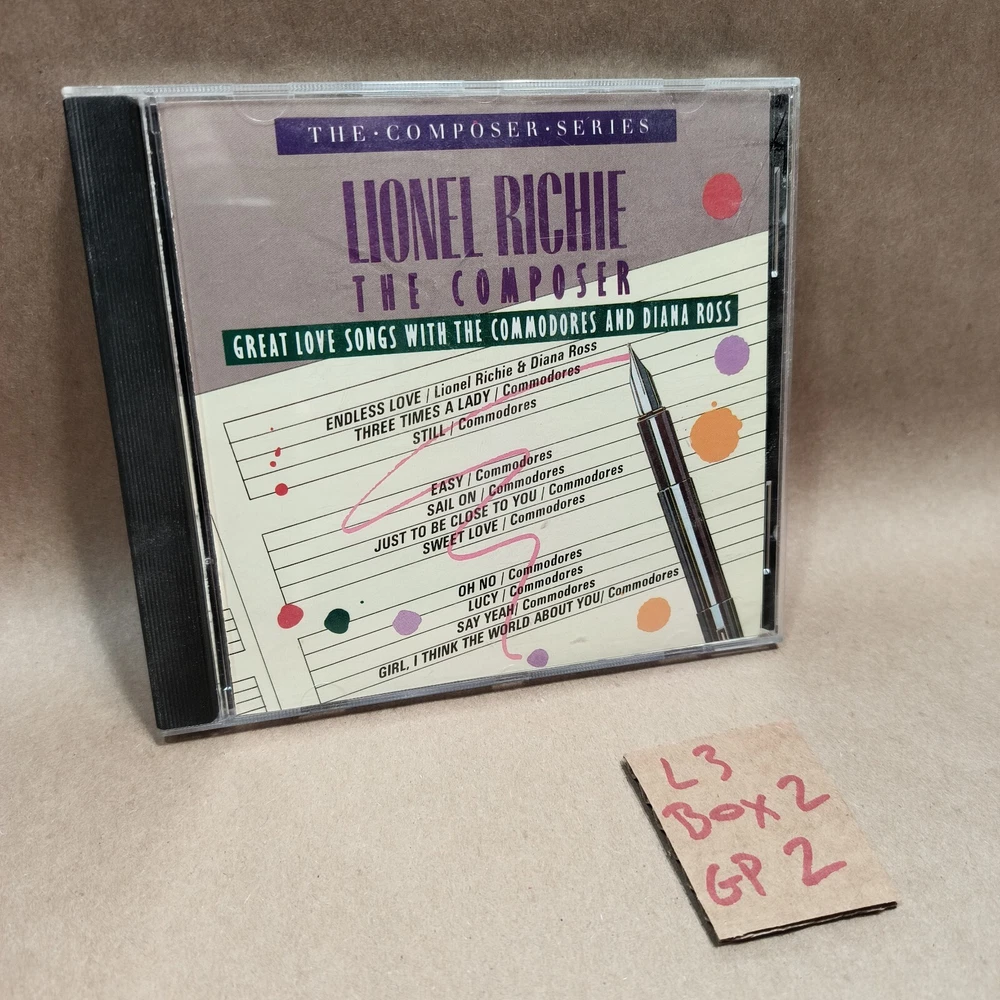 THE·COMPOSER·SERIES
LIONEL RICHIE
THE COMPOSER
GREAT LOVE SONGS WITH THE COMMODORES AND DIANA ROSS
ENDLESS LOVE / Lionel Richie & Diana Ross
THREE TIMES A LADY / Commodores
STILL / Commodores
EASY / Commodores
SAIL ON / Commodores
JUST TO BE CLOSE TO YOU / Commodores
SWEET LOVE / Commodores
OH NO / Commodores
LUCY / Commodores
SAY YEAH/ Commodores
GIRL, I THINK THE WORLD ABOUT YOU/ Commodores
L3
BOX 2
GP 2